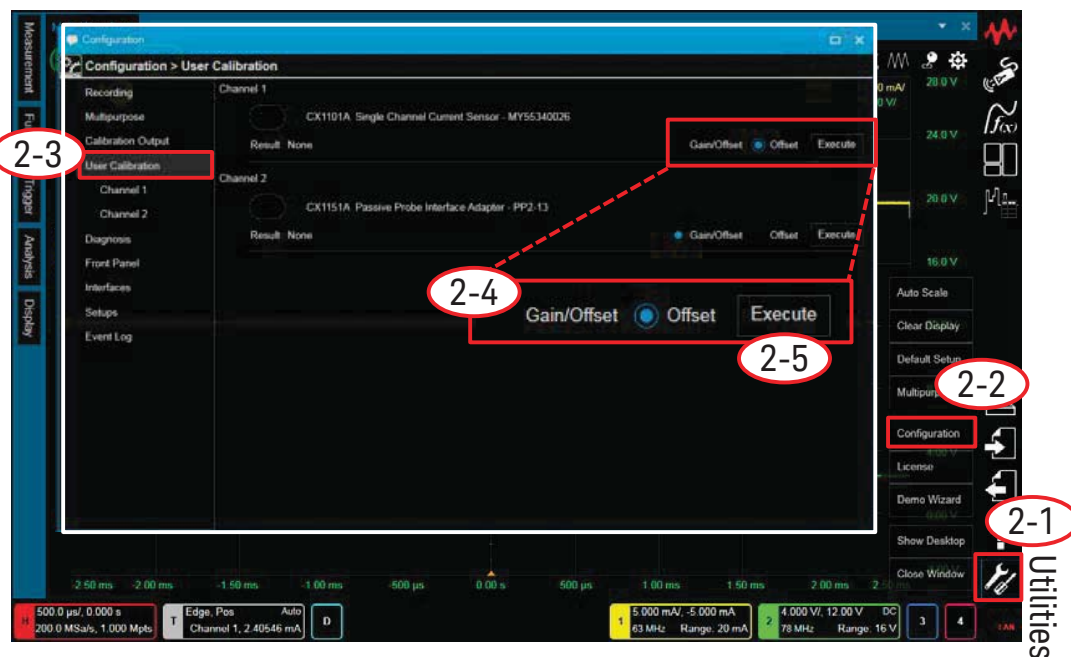 Measurement
Trigger
Analysis
Display
Configuration
Configuration > User Calibration
Recording
Multipurpose
Calibration Output
User Calibration
Channel 1
Channel 2
Diagnosis
Front Panel
Interfaces
Setups
Event Log
Channel 1
CX1101A Single Channel Current Sensor - MY55340026
Result None
Gain/Offset Offset Execute
Channel 2
CX1151A Passive Probe Interface Adapter - PP2-13
Result None
Gain/Offset Offset Execute
Gain/Offset Offset Execute
2-3
2-4
2-5
2-2
2-1
Utilities
f(x)
28.0 V
24.0 V
20.0 V
16.0 V
4.00 V
0.00 V
Auto Scale
Clear Display
Default Setup
Configuration
License
Demo Wizard
Show Desktop
Close Window
-2.50 ms -2.00 ms -1.50 ms -1.00 ms -500 µs 0.00 s 500 µs 1.00 ms 1.50 ms 2.00 ms
H 500.0 µs/, 0.000 s
200.0 MSa/s, 1.000 Mpts
T Edge, Pos Auto
Channel 1, 2.40546 mA
D
1 5.000 mA/, -5.000 mA
63 MHz Range: 20 mA
2 4.000 V/, 12.00 V DC
78 MHz Range: 16 V
3
4
LAN